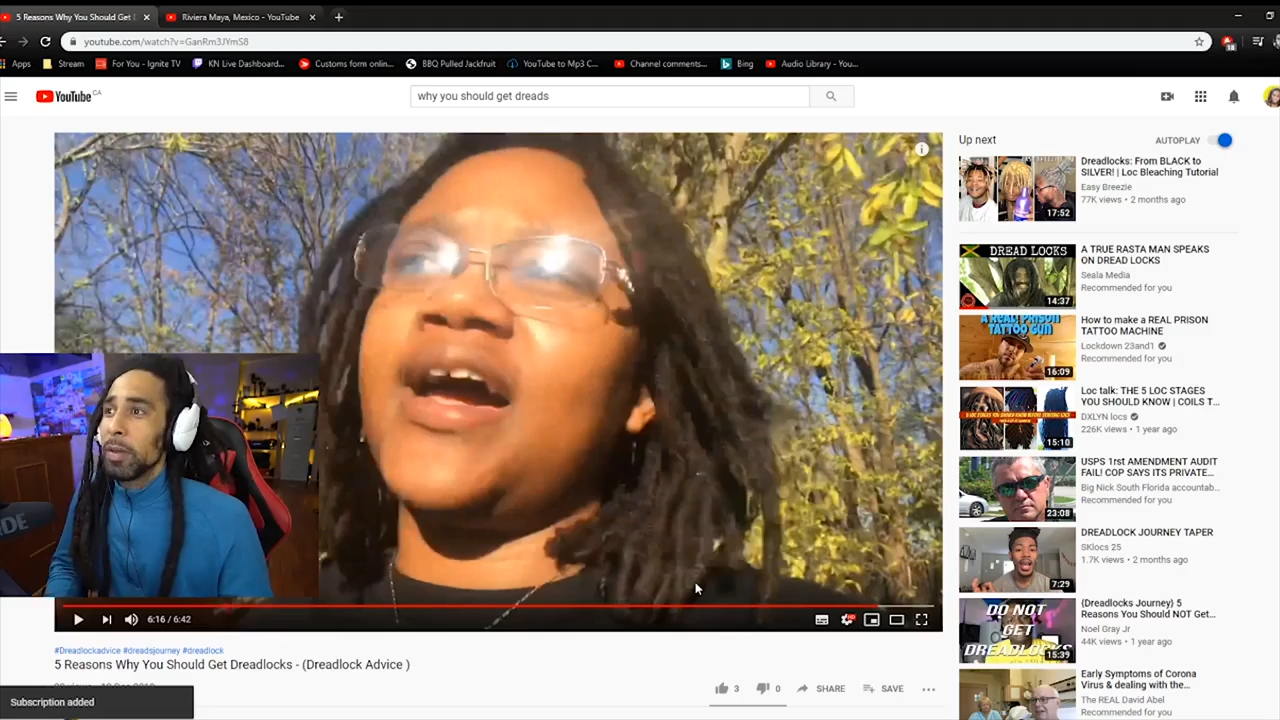 5 Reasons Why You Should Get D
Riviera Maya, Mexico - YouTube
youtube.com/watch?v=GanRm3JYmS8
Apps
Stream
For You - Ignite TV
KN Live Dashboard...
Customs form onlin...
BBQ Pulled Jackfruit
YouTube to Mp3 C...
Channel comments...
Bing
Audio Library - You...
YouTube CA
why you should get dreads
Up next
AUTOPLAY
Dreadlocks: From BLACK to
SILVER! | Loc Bleaching Tutorial
Easy Breezie
77K views • 2 months ago
17:52
DREAD LOCKS
14:37
A TRUE RASTA MAN SPEAKS
ON DREAD LOCKS
Seala Media
Recommended for you
A REAL PRISON
TATTOO GUN
16:09
How to make a REAL PRISON
TATTOO MACHINE
Lockdown 23and1
Recommended for you
15:10
Loc talk: THE 5 LOC STAGES
YOU SHOULD KNOW | COILS T...
DXLYN locs
226K views • 1 year ago
23:08
USPS 1rst AMENDMENT AUDIT
FAIL! COP SAYS ITS PRIVATE...
Big Nick South Florida accountab...
Recommended for you
7:29
DREADLOCK JOURNEY TAPER
SKlocs 25
1.7K views • 2 months ago
DO NOT
GET
DREADLOCKS
15:39
{Dreadlocks Journey} 5
Reasons You Should NOT Get...
Noel Gray Jr
44K views • 1 year ago
Early Symptoms of Corona
Virus & dealing with the...
The REAL David Abel
Recommended for you
6:16 / 6:42
#Dreadlockadvice #dreadsjourney #dreadlock
5 Reasons Why You Should Get Dreadlocks - (Dreadlock Advice )
3
0
SHARE
SAVE
Subscription added